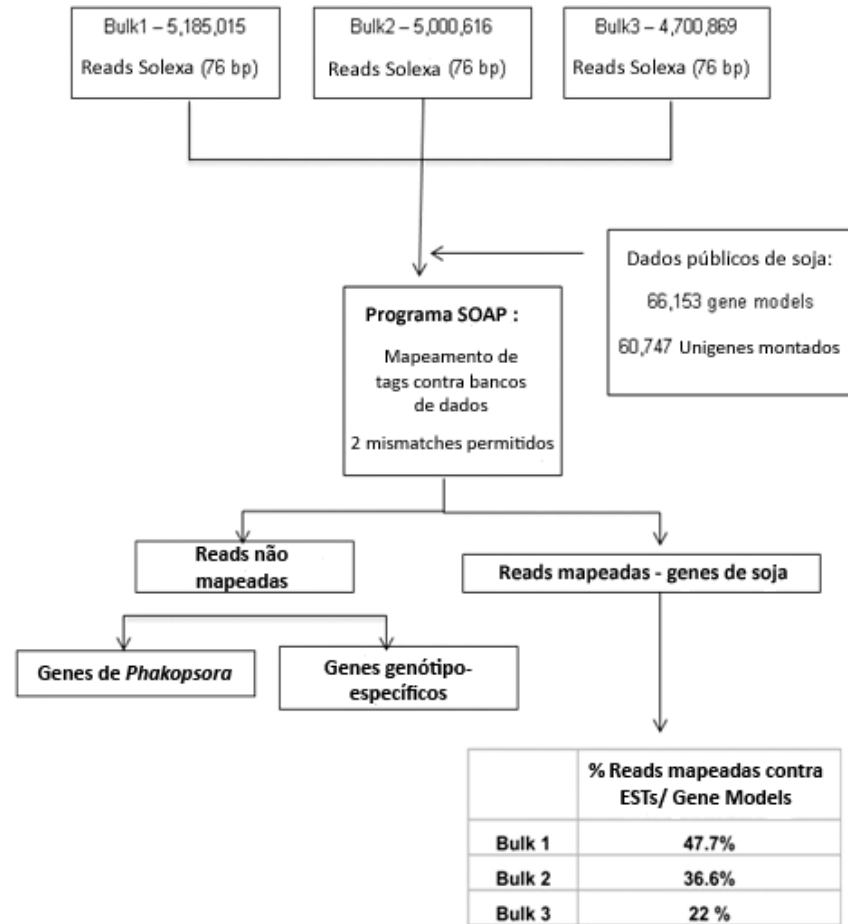 Bulk1 – 5,185,015
Reads Solexa (76 bp)
Bulk2 – 5,000,616
Reads Solexa (76 bp)
Bulk3 – 4,700,869
Reads Solexa (76 bp)
Dados públicos de soja:
66,153 gene models
60,747 Unigenes montados
Programa SOAP :
Mapeamento de
tags contra bancos
de dados
2 mismatches permitidos
Reads não
mapeadas
Reads mapeadas - genes de soja
Genes de Phakopsora
Genes genótipo-
específicos
% Reads mapeadas contra
ESTs/ Gene Models
Bulk 1 47.7%
Bulk 2 36.6%
Bulk 3 22 %